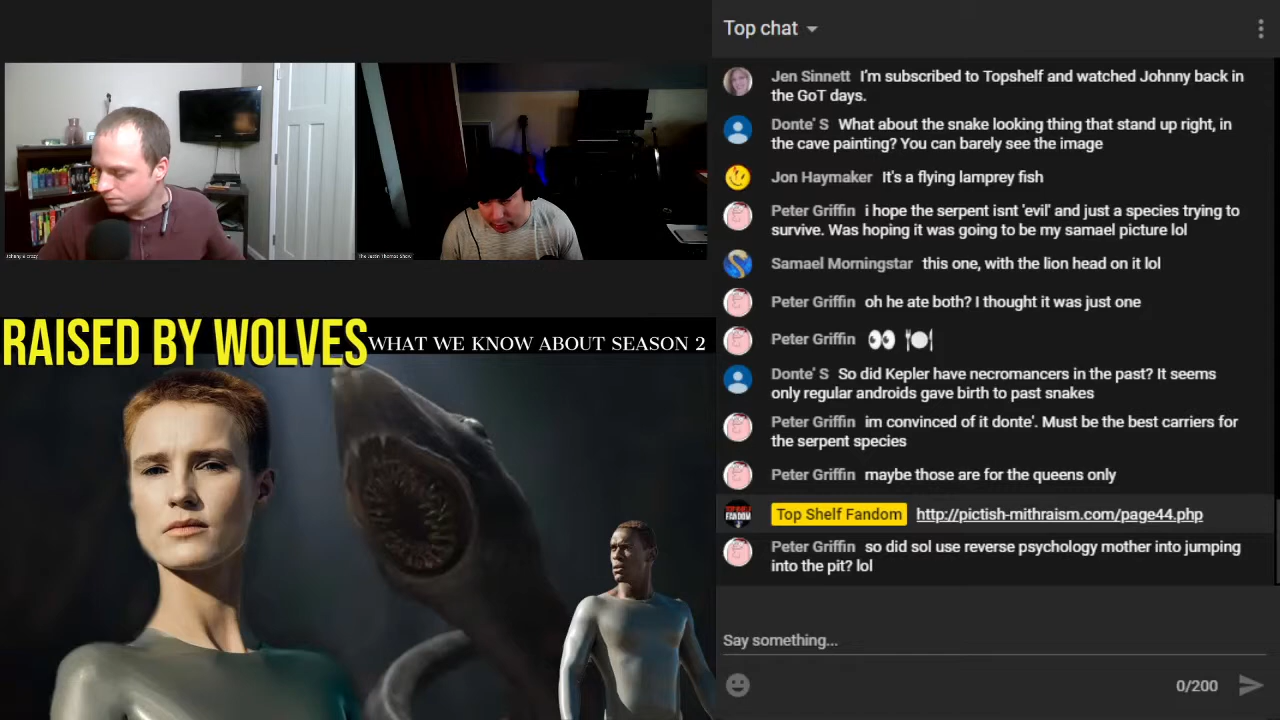 Top chat
Jen Sinnett I'm subscribed to Topshelf and watched Johnny back in
the GoT days.
Donte' S What about the snake looking thing that stand up right, in
the cave painting? You can barely see the image
Jon Haymaker It's a flying lamprey fish
Peter Griffin i hope the serpent isnt 'evil' and just a species trying to
survive. Was hoping it was going to be my samael picture lol
Samael Morningstar this one, with the lion head on it lol
Peter Griffin oh he ate both? I thought it was just one
Peter Griffin 👀 🍽
Donte' S So did Kepler have necromancers in the past? It seems
only regular androids gave birth to past snakes
Peter Griffin im convinced of it donte'. Must be the best carriers for
the serpent species
Peter Griffin maybe those are for the queens only
Top Shelf Fandom http://pictish-mithraism.com/page44.php
Peter Griffin so did sol use reverse psychology mother into jumping
into the pit? lol
Say something...
0/200
The Justin Thomas Show
RAISED BY WOLVES
WHAT WE KNOW ABOUT SEASON 2